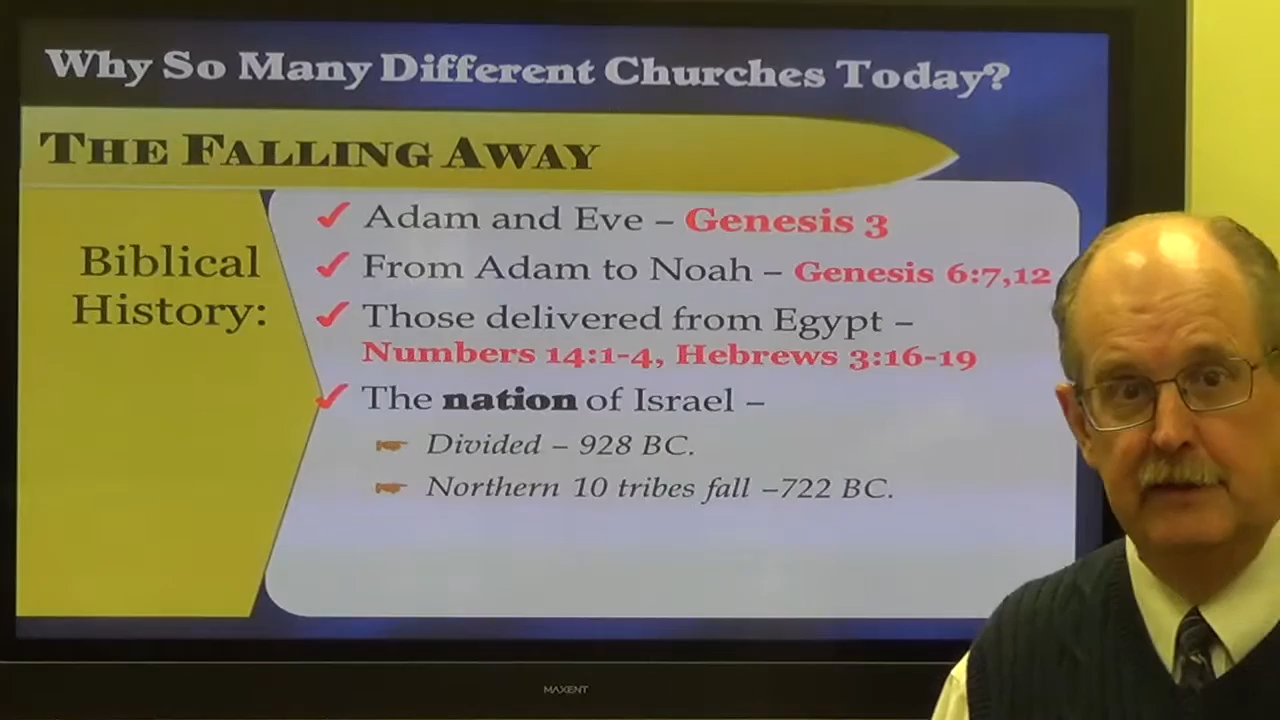 Why So Many Different Churches Today?
THE FALLING AWAY
Biblical
History:
✓ Adam and Eve – Genesis 3
✓ From Adam to Noah – Genesis 6:7,12
✓ Those delivered from Egypt –
Numbers 14:1-4, Hebrews 3:16-19
✓ The nation of Israel –
☛ Divided – 928 BC.
☛ Northern 10 tribes fall –722 BC.
MAXENT